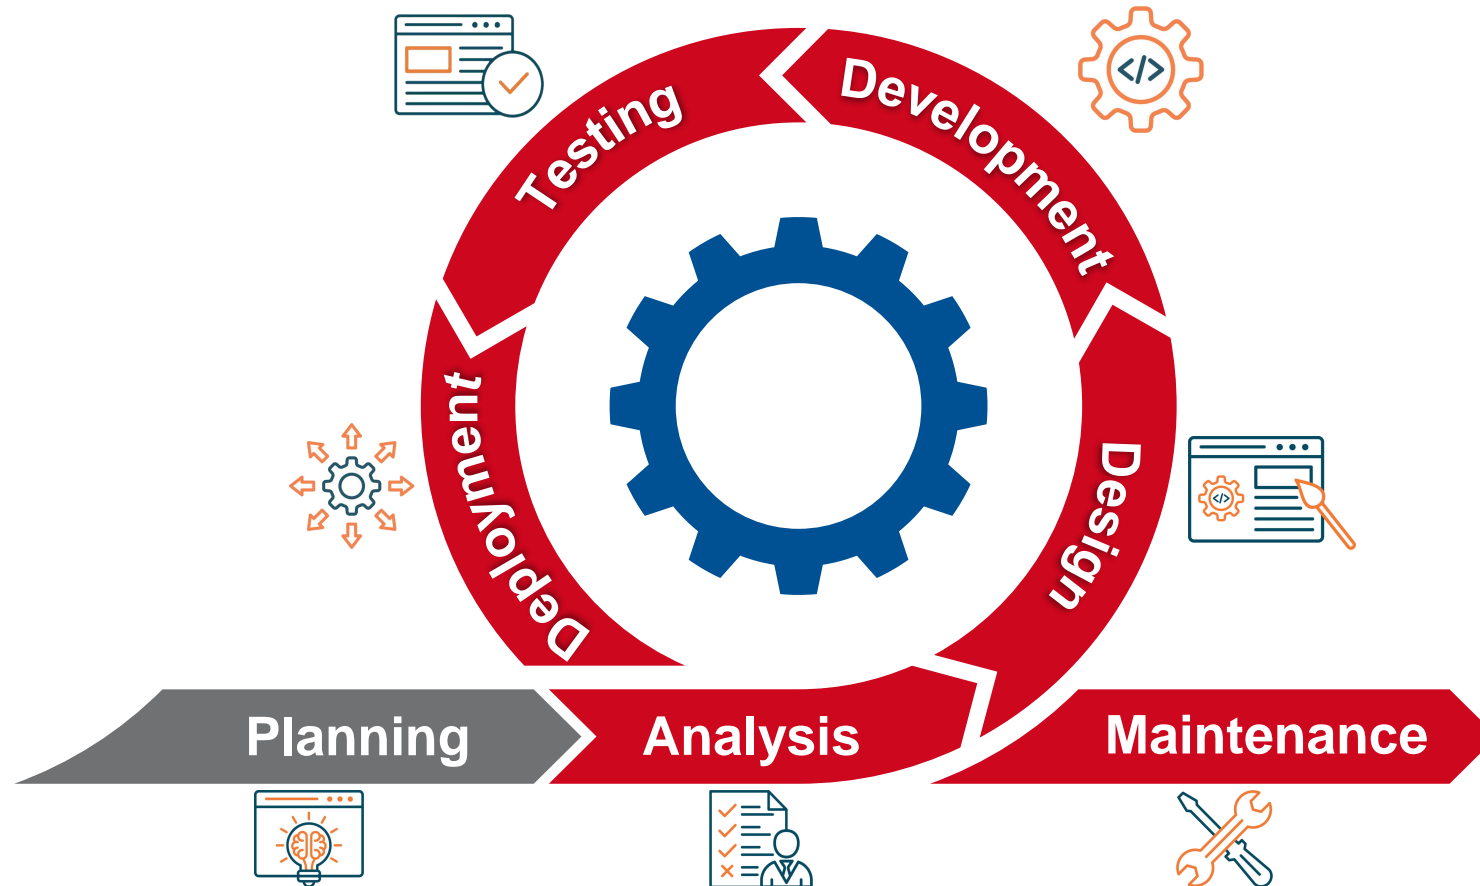 Testing
Development
Deployment
Design
Planning
Analysis
Maintenance
</>
</>